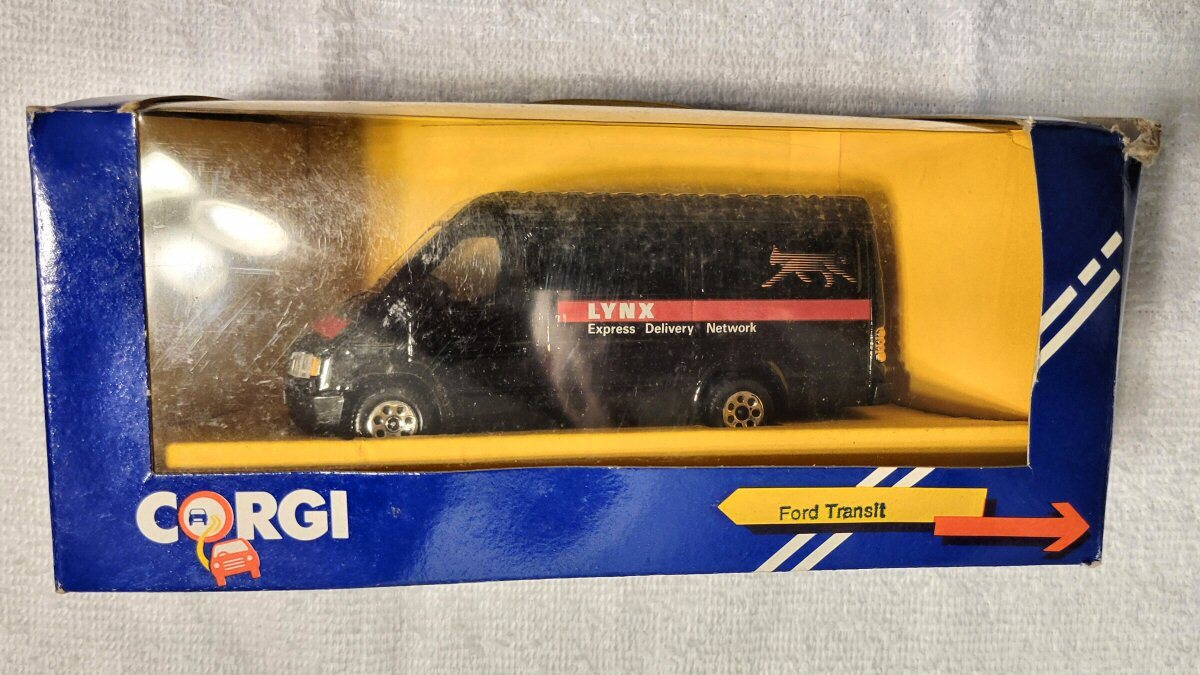 LYNX
Express Delivery Network
CORGI
Ford Transit